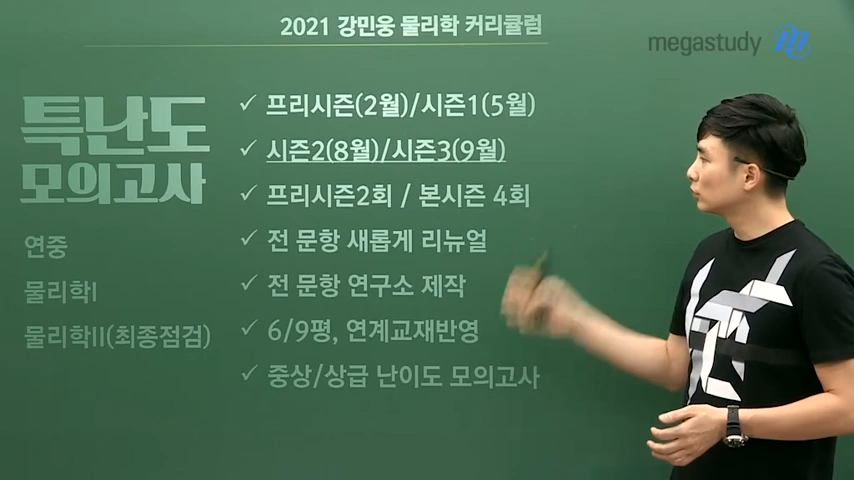 2021 강민웅 물리학 커리큘럼
megastudy
특난도
모의고사
연중
물리학I
물리학II(최종점검)
✓ 프리시즌(2월)/시즌1(5월)
✓ 시즌2(8월)/시즌3(9월)
✓ 프리시즌2회 / 본시즌 4회
✓ 전 문항 새롭게 리뉴얼
✓ 전 문항 연구소 제작
✓ 6/9평, 연계교재반영
✓ 중상/상급 난이도 모의고사